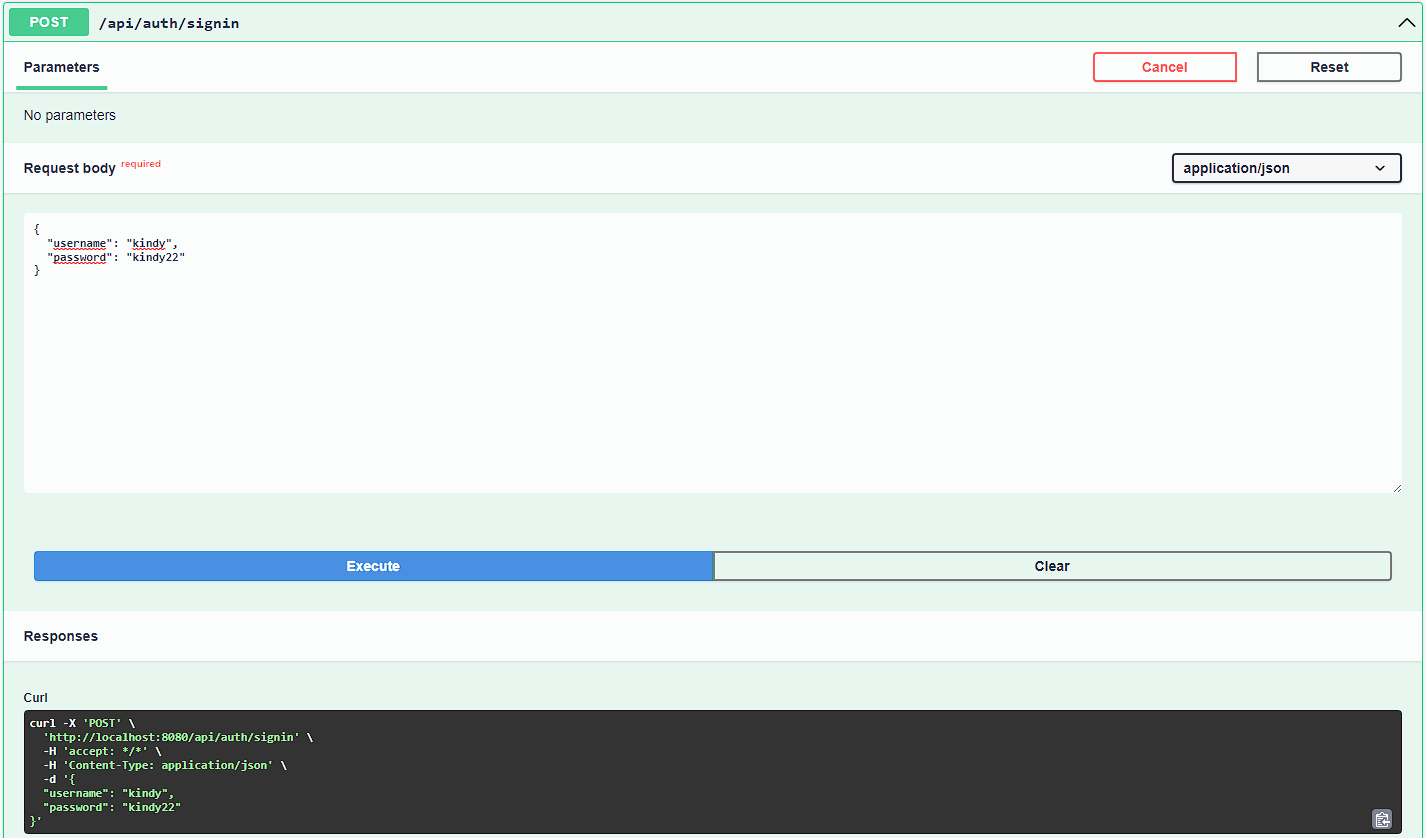 POST /api/auth/signin
Parameters Cancel Reset
No parameters
Request body required application/json
{
  "username": "kindy",
  "password": "kindy22"
}
Execute Clear
Responses
Curl
curl -X 'POST' \
  'http://localhost:8080/api/auth/signin' \
  -H 'accept: */*' \
  -H 'Content-Type: application/json' \
  -d '{
  "username": "kindy",
  "password": "kindy22"
}'